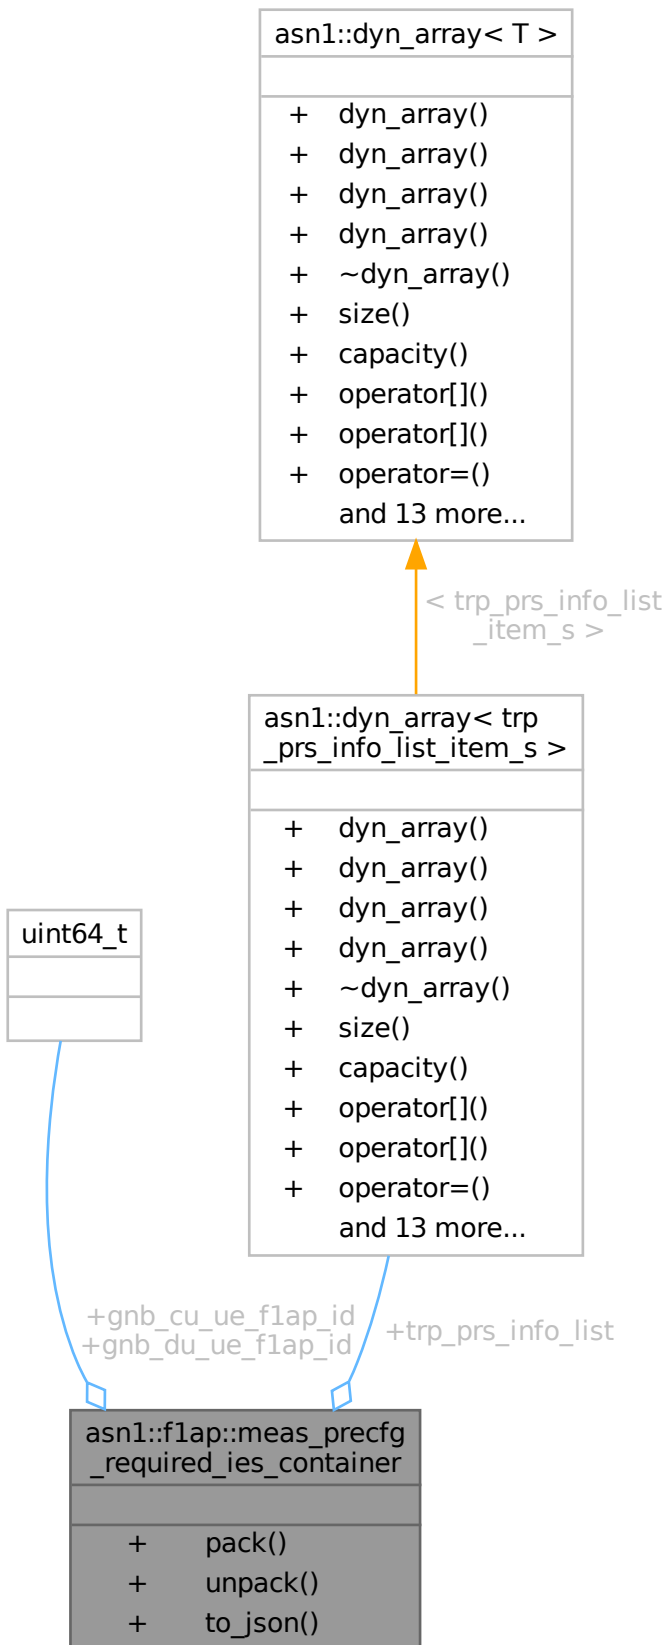 asn1::dyn_array< T >
+ dyn_array()
+ dyn_array()
+ dyn_array()
+ dyn_array()
+ ~dyn_array()
+ size()
+ capacity()
+ operator[]()
+ operator[]()
+ operator=()
and 13 more...
< trp_prs_info_list
_item_s >
asn1::dyn_array< trp
_prs_info_list_item_s >
+ dyn_array()
+ dyn_array()
+ dyn_array()
+ dyn_array()
+ ~dyn_array()
+ size()
+ capacity()
+ operator[]()
+ operator[]()
+ operator=()
and 13 more...
uint64_t
+gnb_cu_ue_f1ap_id
+gnb_du_ue_f1ap_id
+trp_prs_info_list
asn1::f1ap::meas_precfg
_required_ies_container
+ pack()
+ unpack()
+ to_json()